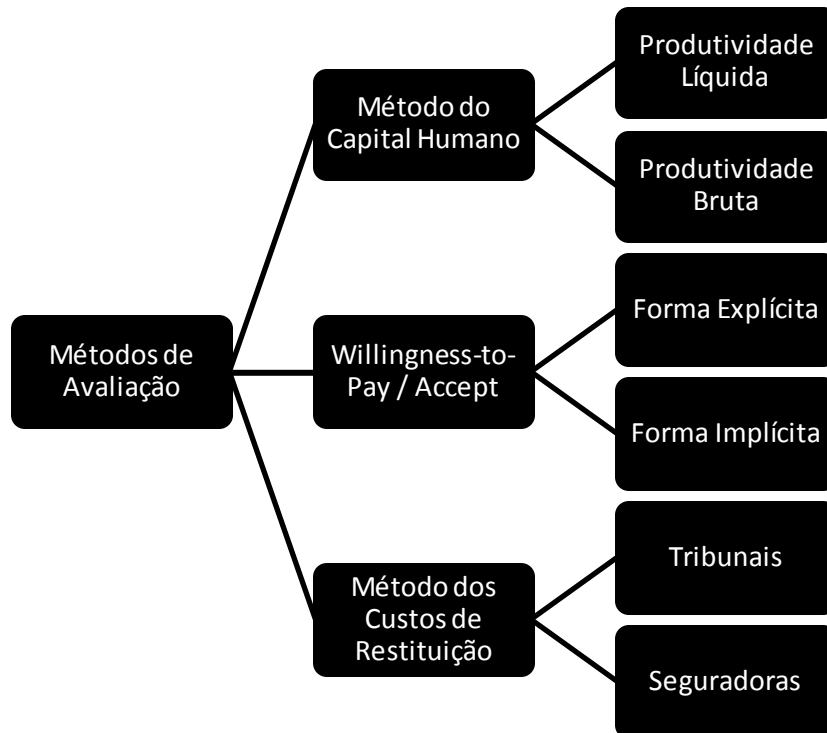 Métodos de
Avaliação
Método do
Capital Humano
Produtividade
Líquida
Produtividade
Bruta
Willingness-to-
Pay / Accept
Forma Explícita
Forma Implícita
Método dos
Custos de
Restituição
Tribunais
Seguradoras